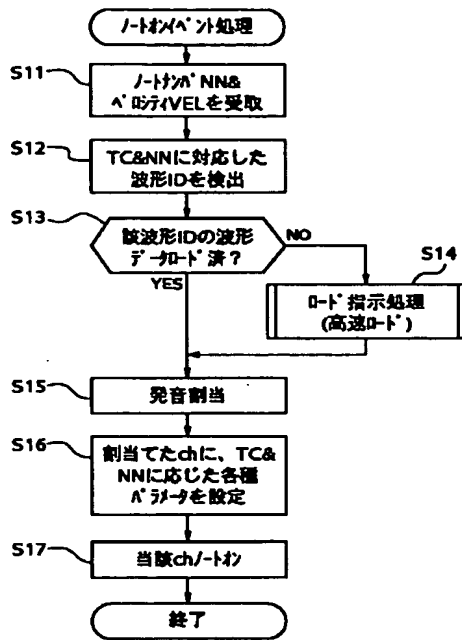 ノートオンイベント処理
S11
ノートナンバNN&
ベロシティVELを受取
S12
TC&NNに対応した
波形IDを検出
S13
該波形IDの波形
データロード済？
NO
YES
S14
ロード指示処理
(高速ロード)
S15
発音割当
S16
割当てたchに、TC&
NNに応じた各種
パラメータを設定
S17
当該chノートオン
終了